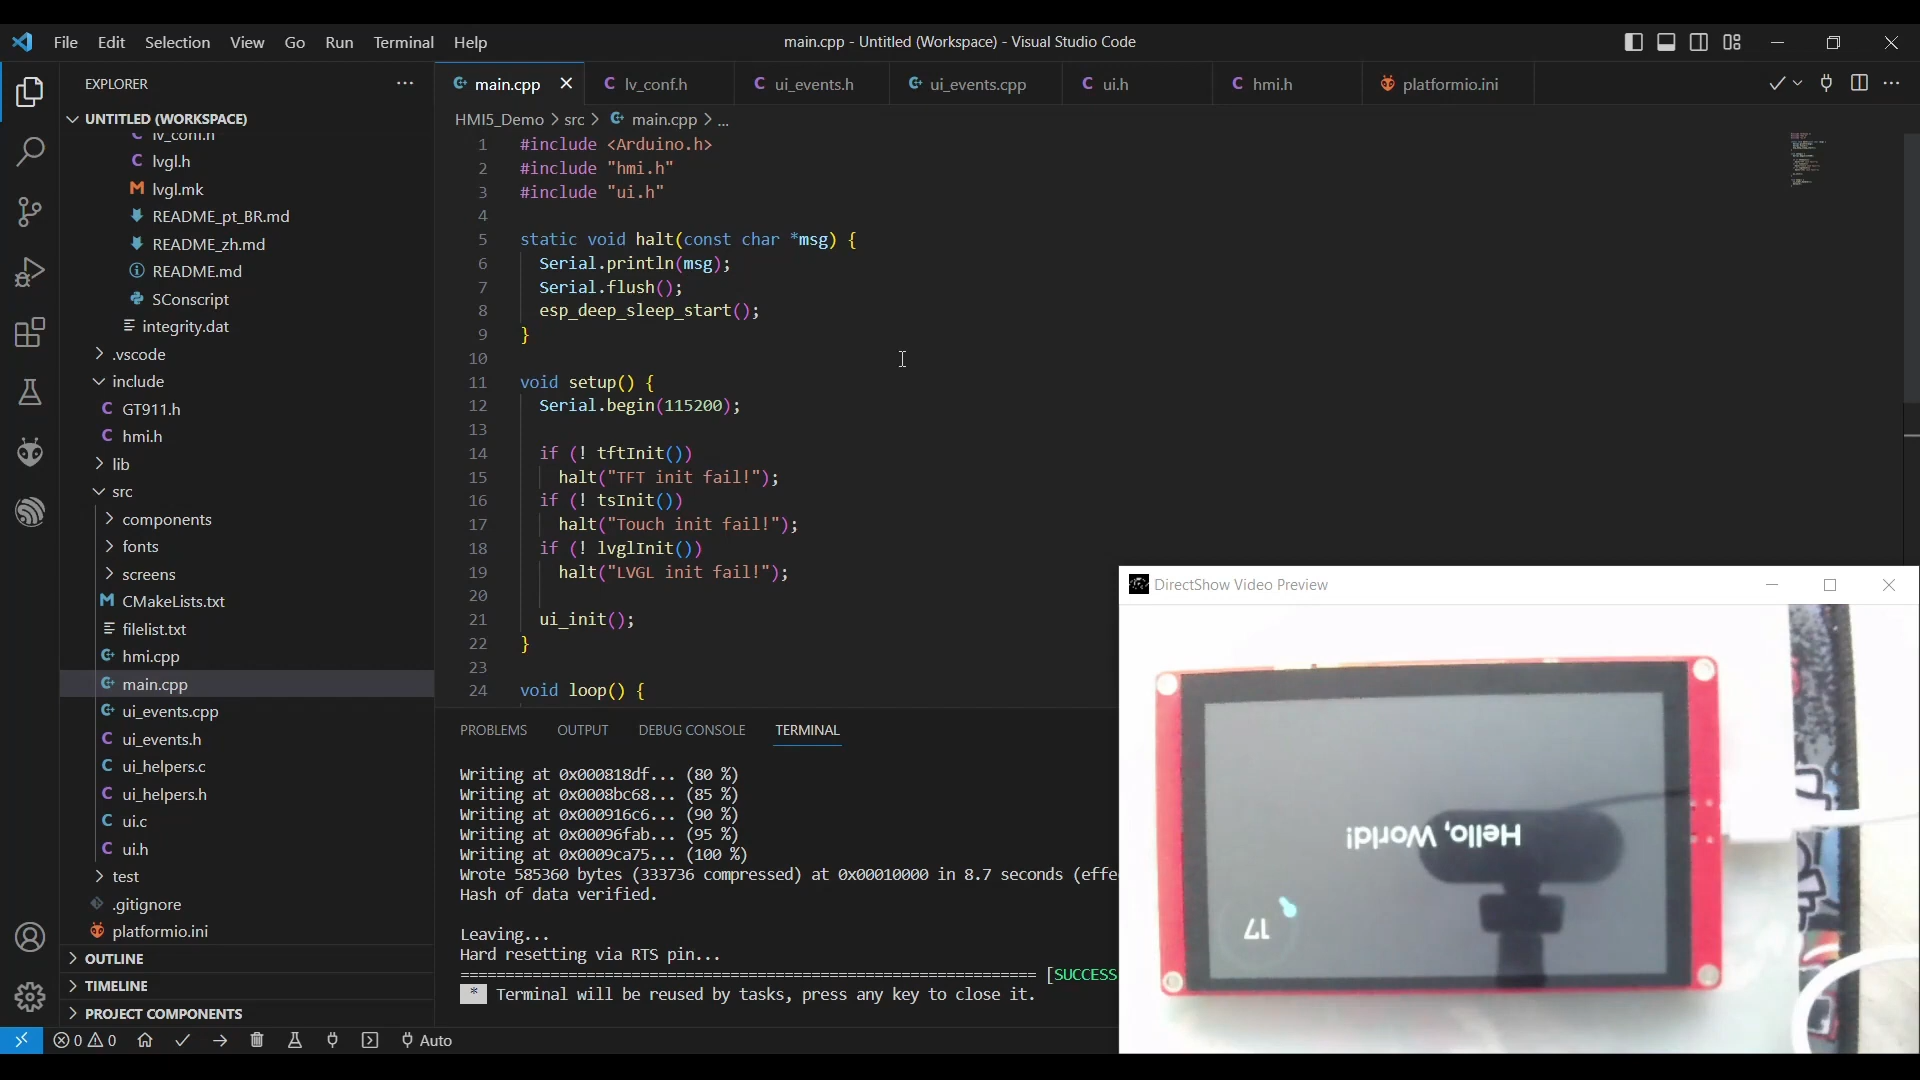 File Edit Selection View Go Run Terminal Help
main.cpp - Untitled (Workspace) - Visual Studio Code
EXPLORER
UNTITLED (WORKSPACE)
lv_conf.h
lvgl.h
lvgl.mk
README_pt_BR.md
README_zh.md
README.md
SConscript
integrity.dat
.vscode
include
GT911.h
hmi.h
lib
src
components
fonts
screens
CMakeLists.txt
filelist.txt
hmi.cpp
main.cpp
ui_events.cpp
ui_events.h
ui_helpers.c
ui_helpers.h
ui.c
ui.h
test
.gitignore
platformio.ini
OUTLINE
TIMELINE
PROJECT COMPONENTS
main.cpp lv_conf.h ui_events.h ui_events.cpp ui.h hmi.h platformio.ini
HMI5_Demo > src > main.cpp > ...
1 #include <Arduino.h>
2 #include "hmi.h"
3 #include "ui.h"
4
5 static void halt(const char *msg) {
6 Serial.println(msg);
7 Serial.flush();
8 esp_deep_sleep_start();
9 }
10
11 void setup() {
12 Serial.begin(115200);
13
14 if (! tftInit())
15 halt("TFT init fail!");
16 if (! tsInit())
17 halt("Touch init fail!");
18 if (! lvglInit())
19 halt("LVGL init fail!");
20
21 ui_init();
22 }
23
24 void loop() {
PROBLEMS OUTPUT DEBUG CONSOLE TERMINAL
Writing at 0x000818df... (80 %)
Writing at 0x0008bc68... (85 %)
Writing at 0x000916c6... (90 %)
Writing at 0x00096fab... (95 %)
Writing at 0x0009ca75... (100 %)
Wrote 585360 bytes (333736 compressed) at 0x00010000 in 8.7 seconds (effe
Hash of data verified.
Leaving...
Hard resetting via RTS pin...
============================================================ [SUCCESS
* Terminal will be reused by tasks, press any key to close it.
DirectShow Video Preview
Hello, World!
17
0 0 Auto